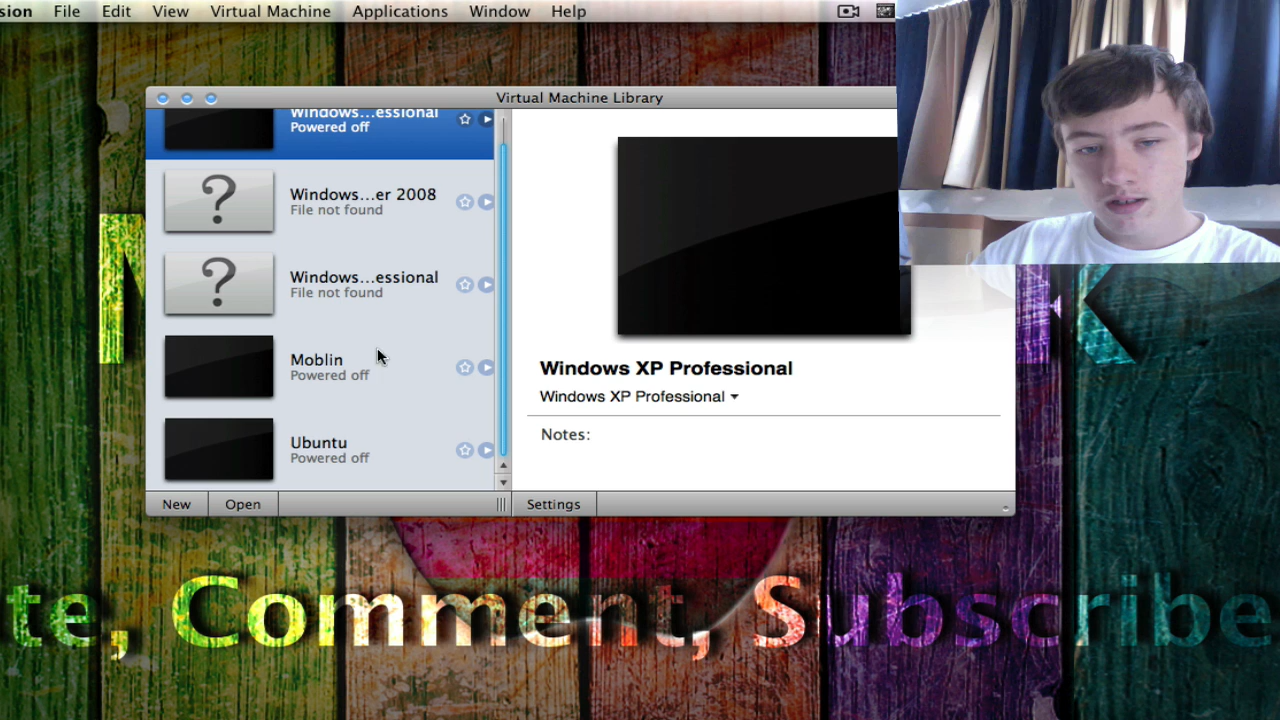 sion File Edit View Virtual Machine Applications Window Help
Virtual Machine Library
Windows...essional
Powered off
Windows...er 2008
File not found
Windows...essional
File not found
Moblin
Powered off
Ubuntu
Powered off
New Open
Windows XP Professional
Windows XP Professional
Notes:
Settings
te, Comment, Subscribe